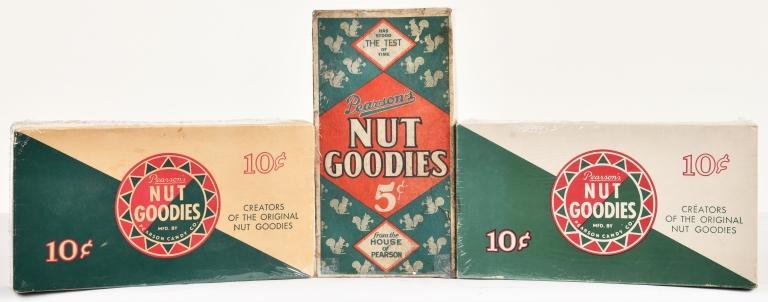 Pearson's
NUT
GOODIES
MFD. BY
PEARSON CANDY CO.
10¢
10¢
CREATORS
OF THE ORIGINAL
NUT GOODIES
HAS
STOOD
THE TEST
OF
TIME
Pearson's
NUT
GOODIES
5¢
from the
HOUSE
OF
PEARSON
Pearson's
NUT
GOODIES
MFD. BY
PEARSON CANDY CO.
10¢
10¢
CREATORS
OF THE ORIGINAL
NUT GOODIES